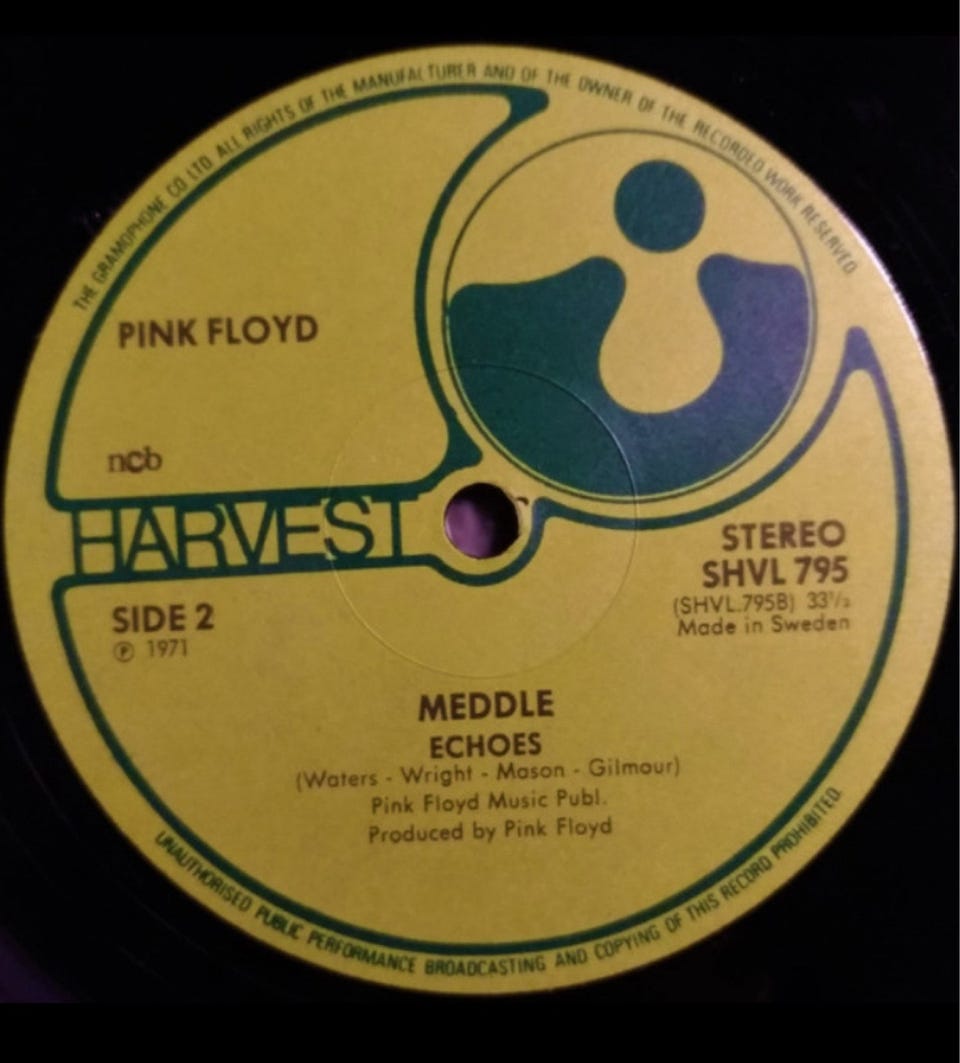 THE GRAMOPHONE CO LTD. ALL RIGHTS OF THE MANUFACTURER AND OF THE OWNER OF THE RECORDED WORK RESERVED
PINK FLOYD
ncb
HARVEST
STEREO
SHVL 795
(SHVL.795B) 33⅓
Made in Sweden
SIDE 2
℗ 1971
MEDDLE
ECHOES
(Waters - Wright - Mason - Gilmour)
Pink Floyd Music Publ.
Produced by Pink Floyd
UNAUTHORISED PUBLIC PERFORMANCE BROADCASTING AND COPYING OF THIS RECORD PROHIBITED.